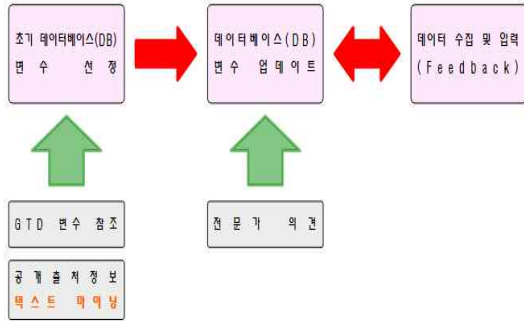 초기 데이터베이스(DB)
변수 선정
데이터베이스(DB)
변수 업데이트
데이터 수집 및 입력
(Feedback)
GTD 변수 참조
전문가 의견
공개출처정보
텍스트 마이닝